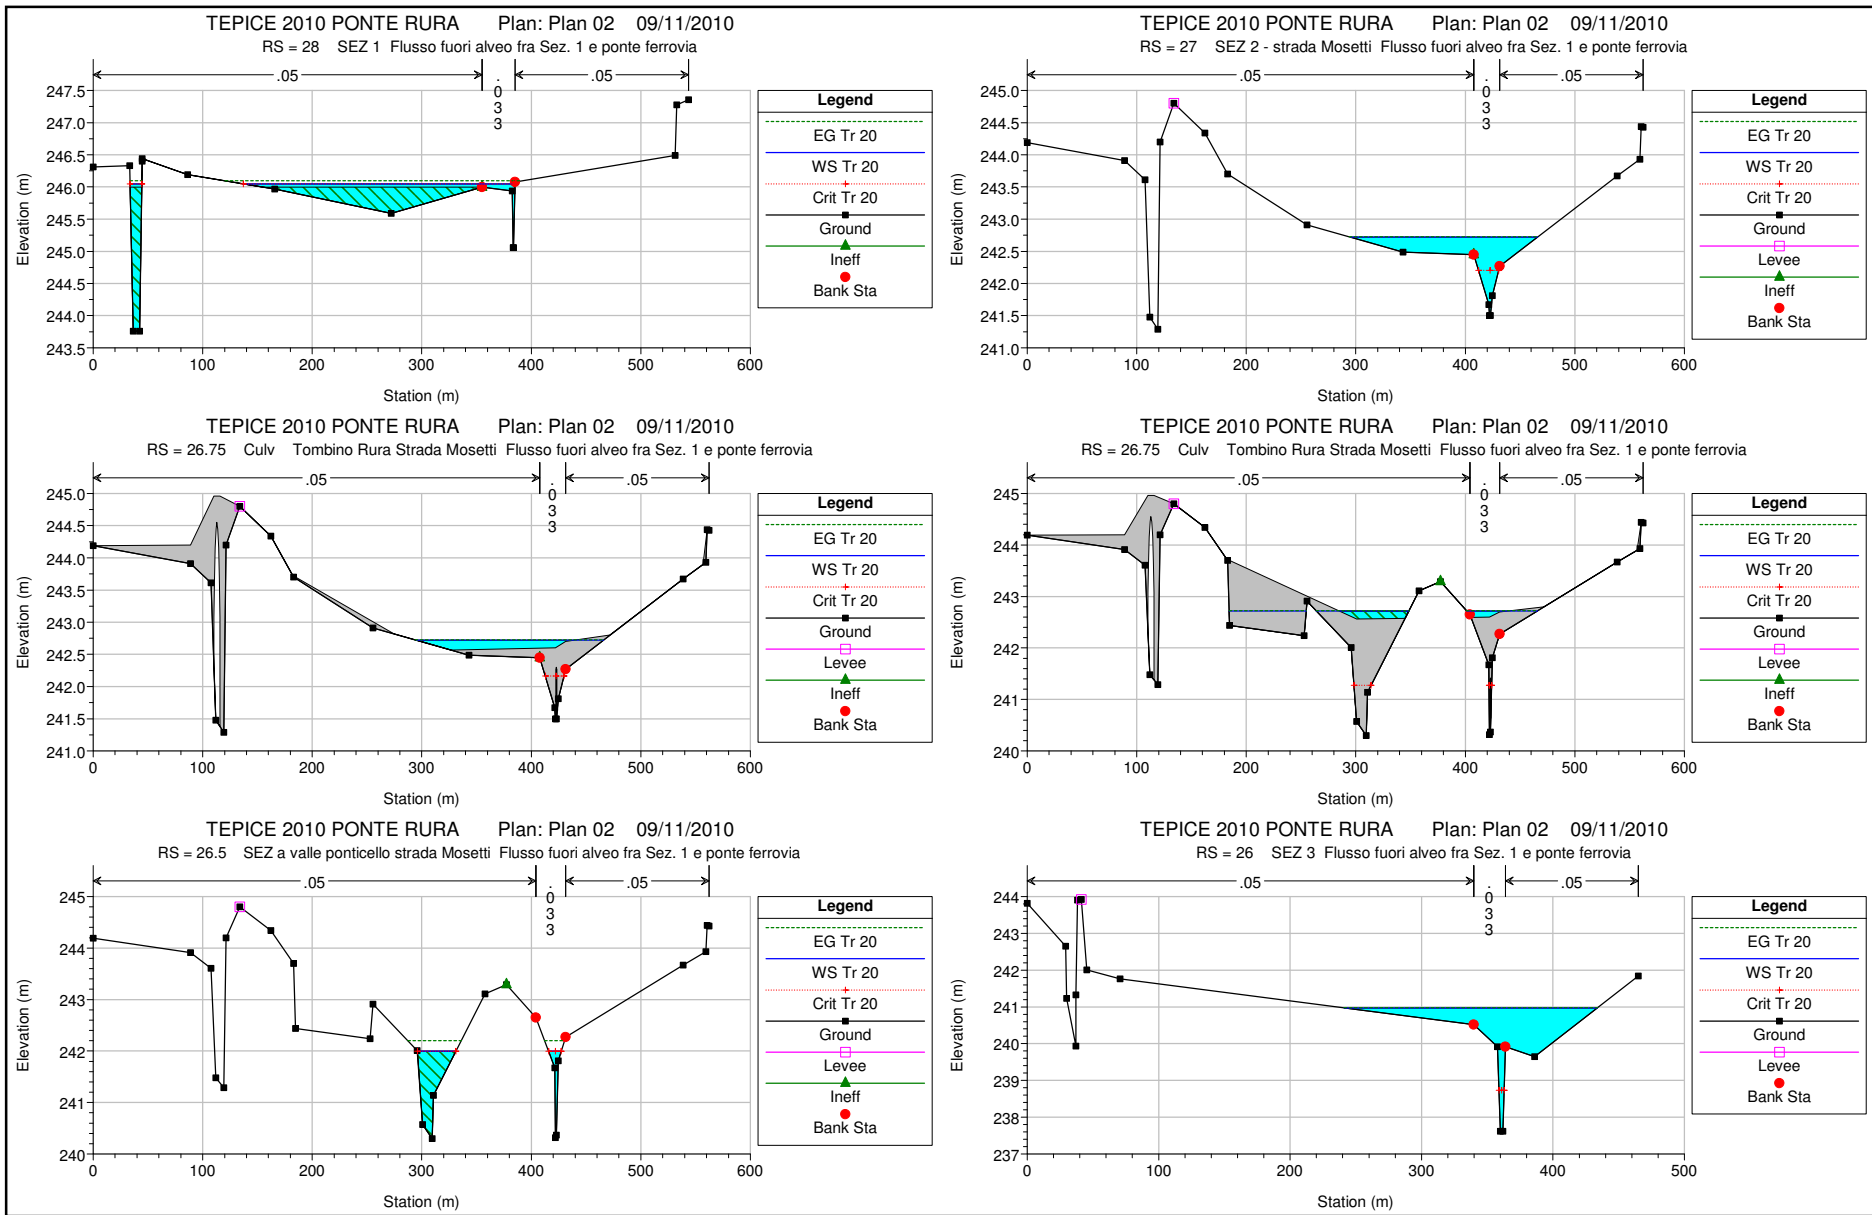 TEPICE 2010 PONTE RURA Plan: Plan 02 09/11/2010
RS = 28 SEZ 1 Flusso fuori alveo fra Sez. 1 e ponte ferrovia
.05 .033 .05
247.5
247.0
246.5
246.0
245.5
245.0
244.5
244.0
243.5
Elevation (m)
0 100 200 300 400 500 600
Station (m)
Legend
EG Tr 20
WS Tr 20
Crit Tr 20
Ground
Ineff
Bank Sta
TEPICE 2010 PONTE RURA Plan: Plan 02 09/11/2010
RS = 27 SEZ 2 - strada Mosetti Flusso fuori alveo fra Sez. 1 e ponte ferrovia
.05 .033 .05
245.0
244.5
244.0
243.5
243.0
242.5
242.0
241.5
241.0
Elevation (m)
0 100 200 300 400 500 600
Station (m)
Legend
EG Tr 20
WS Tr 20
Crit Tr 20
Ground
Levee
Ineff
Bank Sta
TEPICE 2010 PONTE RURA Plan: Plan 02 09/11/2010
RS = 26.75 Culv Tombino Rura Strada Mosetti Flusso fuori alveo fra Sez. 1 e ponte ferrovia
.05 .033 .05
245.0
244.5
244.0
243.5
243.0
242.5
242.0
241.5
241.0
Elevation (m)
0 100 200 300 400 500 600
Station (m)
Legend
EG Tr 20
WS Tr 20
Crit Tr 20
Ground
Levee
Ineff
Bank Sta
TEPICE 2010 PONTE RURA Plan: Plan 02 09/11/2010
RS = 26.75 Culv Tombino Rura Strada Mosetti Flusso fuori alveo fra Sez. 1 e ponte ferrovia
.05 .033 .05
245
244
243
242
241
240
Elevation (m)
0 100 200 300 400 500 600
Station (m)
Legend
EG Tr 20
WS Tr 20
Crit Tr 20
Ground
Levee
Ineff
Bank Sta
TEPICE 2010 PONTE RURA Plan: Plan 02 09/11/2010
RS = 26.5 SEZ a valle ponticello strada Mosetti Flusso fuori alveo fra Sez. 1 e ponte ferrovia
.05 .033 .05
245
244
243
242
241
240
Elevation (m)
0 100 200 300 400 500 600
Station (m)
Legend
EG Tr 20
WS Tr 20
Crit Tr 20
Ground
Levee
Ineff
Bank Sta
TEPICE 2010 PONTE RURA Plan: Plan 02 09/11/2010
RS = 26 SEZ 3 Flusso fuori alveo fra Sez. 1 e ponte ferrovia
.05 .033 .05
244
243
242
241
240
239
238
237
Elevation (m)
0 100 200 300 400 500
Station (m)
Legend
EG Tr 20
WS Tr 20
Crit Tr 20
Ground
Levee
Bank Sta